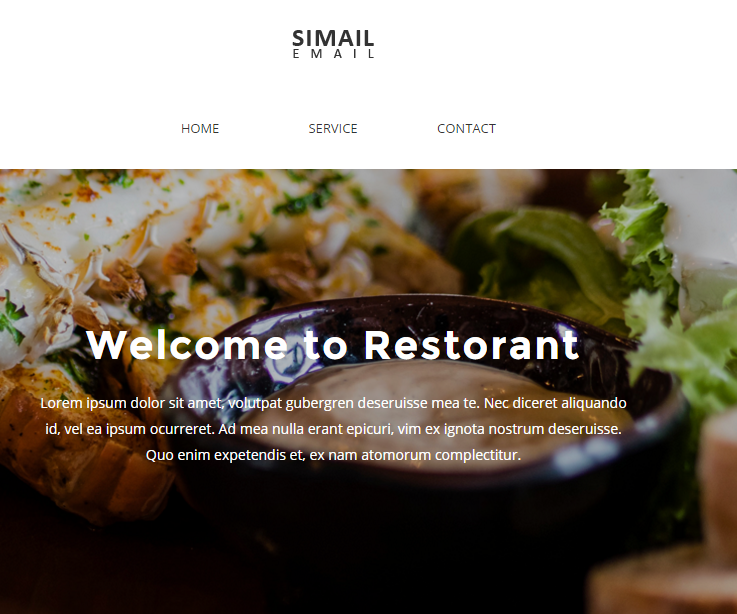 SIMAIL
EMAIL
HOME SERVICE CONTACT
Welcome to Restorant
Lorem ipsum dolor sit amet, volutpat gubergren deseruisse mea te. Nec diceret aliquando
id, vel ea ipsum ocurreret. Ad mea nulla erant epicuri, vim ex ignota nostrum deseruisse.
Quo enim expetendis et, ex nam atomorum complectitur.